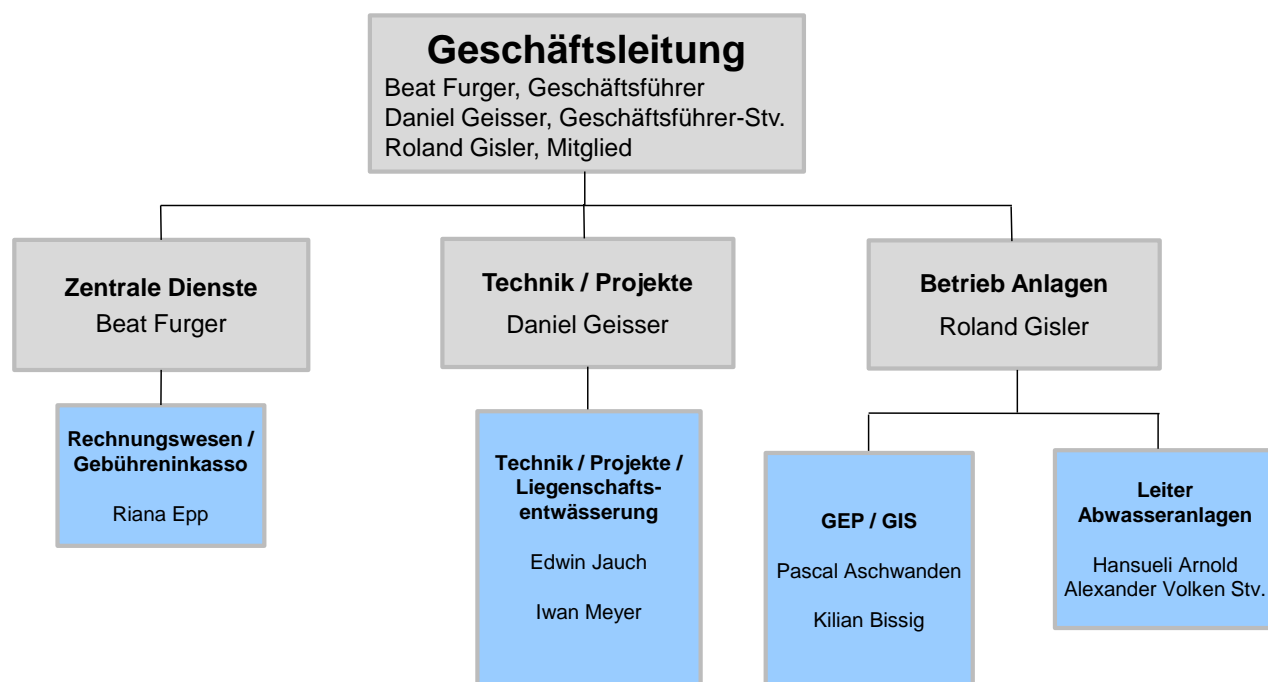 Geschäftsleitung
Beat Furger, Geschäftsführer
Daniel Geisser, Geschäftsführer-Stv.
Roland Gisler, Mitglied
Zentrale Dienste
Beat Furger
Technik / Projekte
Daniel Geisser
Betrieb Anlagen
Roland Gisler
Rechnungswesen /
Gebühreninkasso
Riana Epp
Technik / Projekte /
Liegenschafts-
entwässerung
Edwin Jauch
Iwan Meyer
GEP / GIS
Pascal Aschwanden
Kilian Bissig
Leiter
Abwasseranlagen
Hansueli Arnold
Alexander Volken Stv.